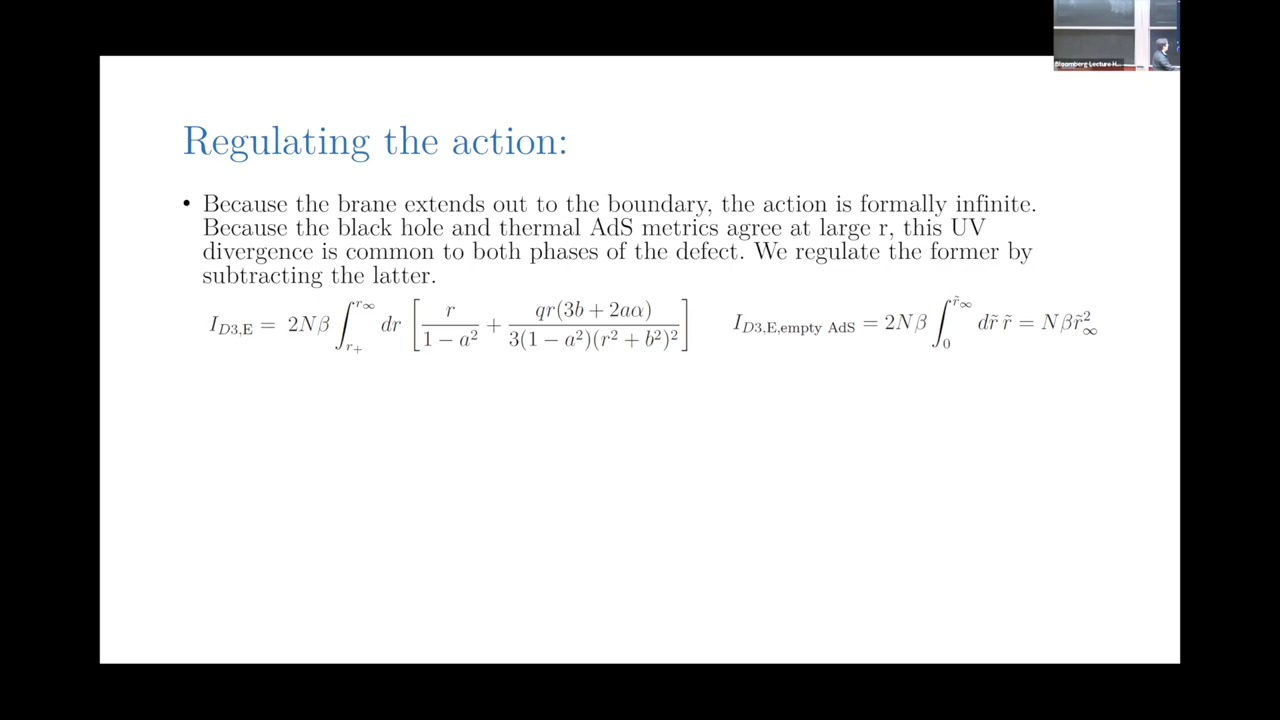 Bloomberg Lecture H...
Regulating the action:
• Because the brane extends out to the boundary, the action is formally infinite.
Because the black hole and thermal AdS metrics agree at large r, this UV
divergence is common to both phases of the defect. We regulate the former by
subtracting the latter.
I_{D3,E} = 2Nβ ∫_{r_+}^{r_∞} dr [ r/(1 − a²) + qr(3b + 2aα)/(3(1 − a²)(r² + b²)²) ]    I_{D3,E,empty AdS} = 2Nβ ∫_0^{r̃_∞} dr̃ r̃ = Nβr̃_∞²